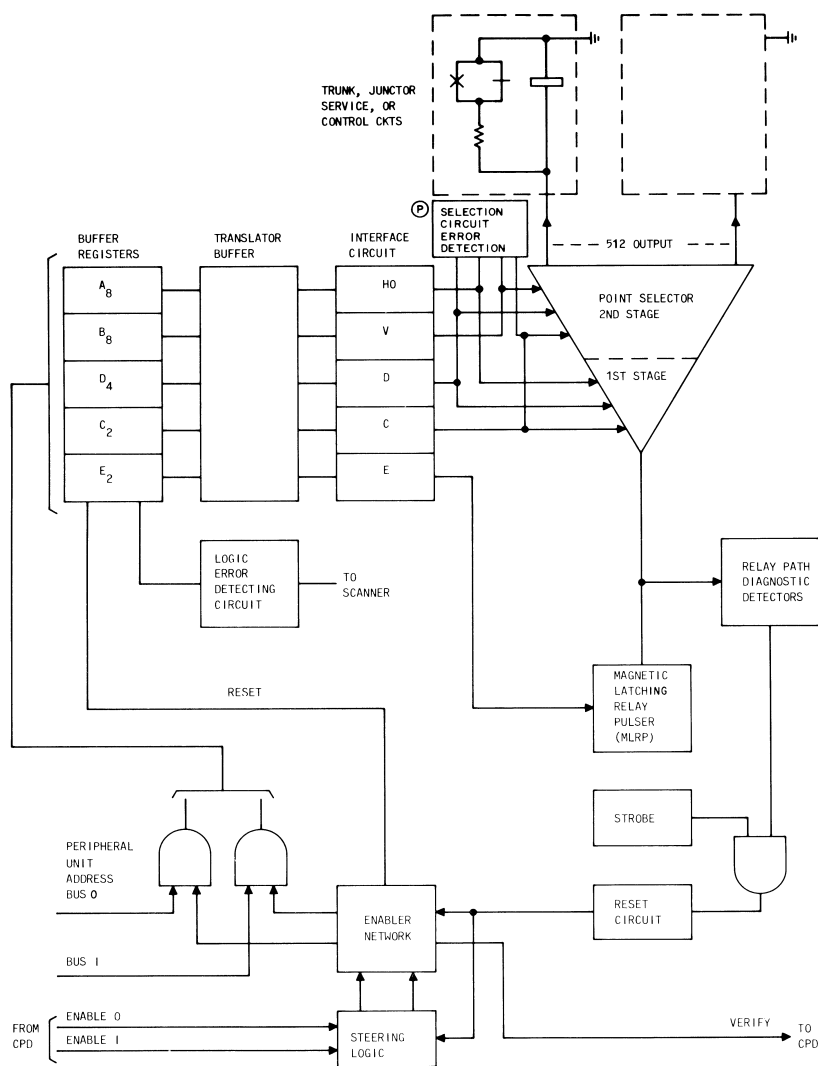 TRUNK, JUNCTOR
SERVICE, OR
CONTROL CKTS
P
SELECTION
CIRCUIT
ERROR
DETECTION
512 OUTPUT
BUFFER
REGISTERS
TRANSLATOR
BUFFER
INTERFACE
CIRCUIT
A8
B8
D4
C2
E2
HO
V
D
C
E
POINT SELECTOR
2ND STAGE
1ST STAGE
LOGIC
ERROR
DETECTING
CIRCUIT
TO
SCANNER
RELAY PATH
DIAGNOSTIC
DETECTORS
RESET
MAGNETIC
LATCHING
RELAY
PULSER
(MLRP)
STROBE
PERIPHERAL
UNIT
ADDRESS
BUS 0
ENABLER
NETWORK
RESET
CIRCUIT
BUS 1
FROM
CPD
ENABLE 0
ENABLE 1
STEERING
LOGIC
VERIFY
TO
CPD